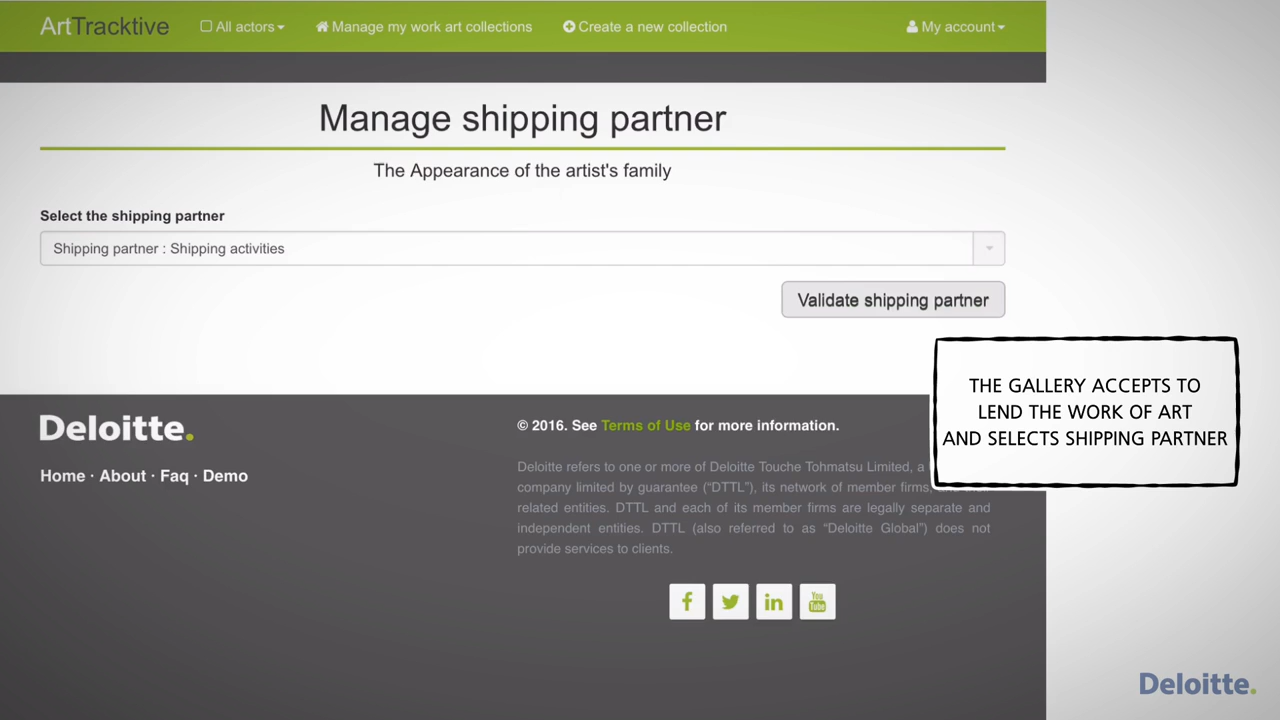 ArtTracktive All actors Manage my work art collections Create a new collection My account
Manage shipping partner
The Appearance of the artist's family
Select the shipping partner
Shipping partner : Shipping activities
Validate shipping partner
THE GALLERY ACCEPTS TO
LEND THE WORK OF ART
AND SELECTS SHIPPING PARTNER
Deloitte.
Home · About · Faq · Demo
© 2016. See Terms of Use for more information.
Deloitte refers to one or more of Deloitte Touche Tohmatsu Limited, a
company limited by guarantee (“DTTL”), its network of member firms,
related entities. DTTL and each of its member firms are legally separate and
independent entities. DTTL (also referred to as “Deloitte Global”) does not
provide services to clients.
You
Tube
Deloitte.